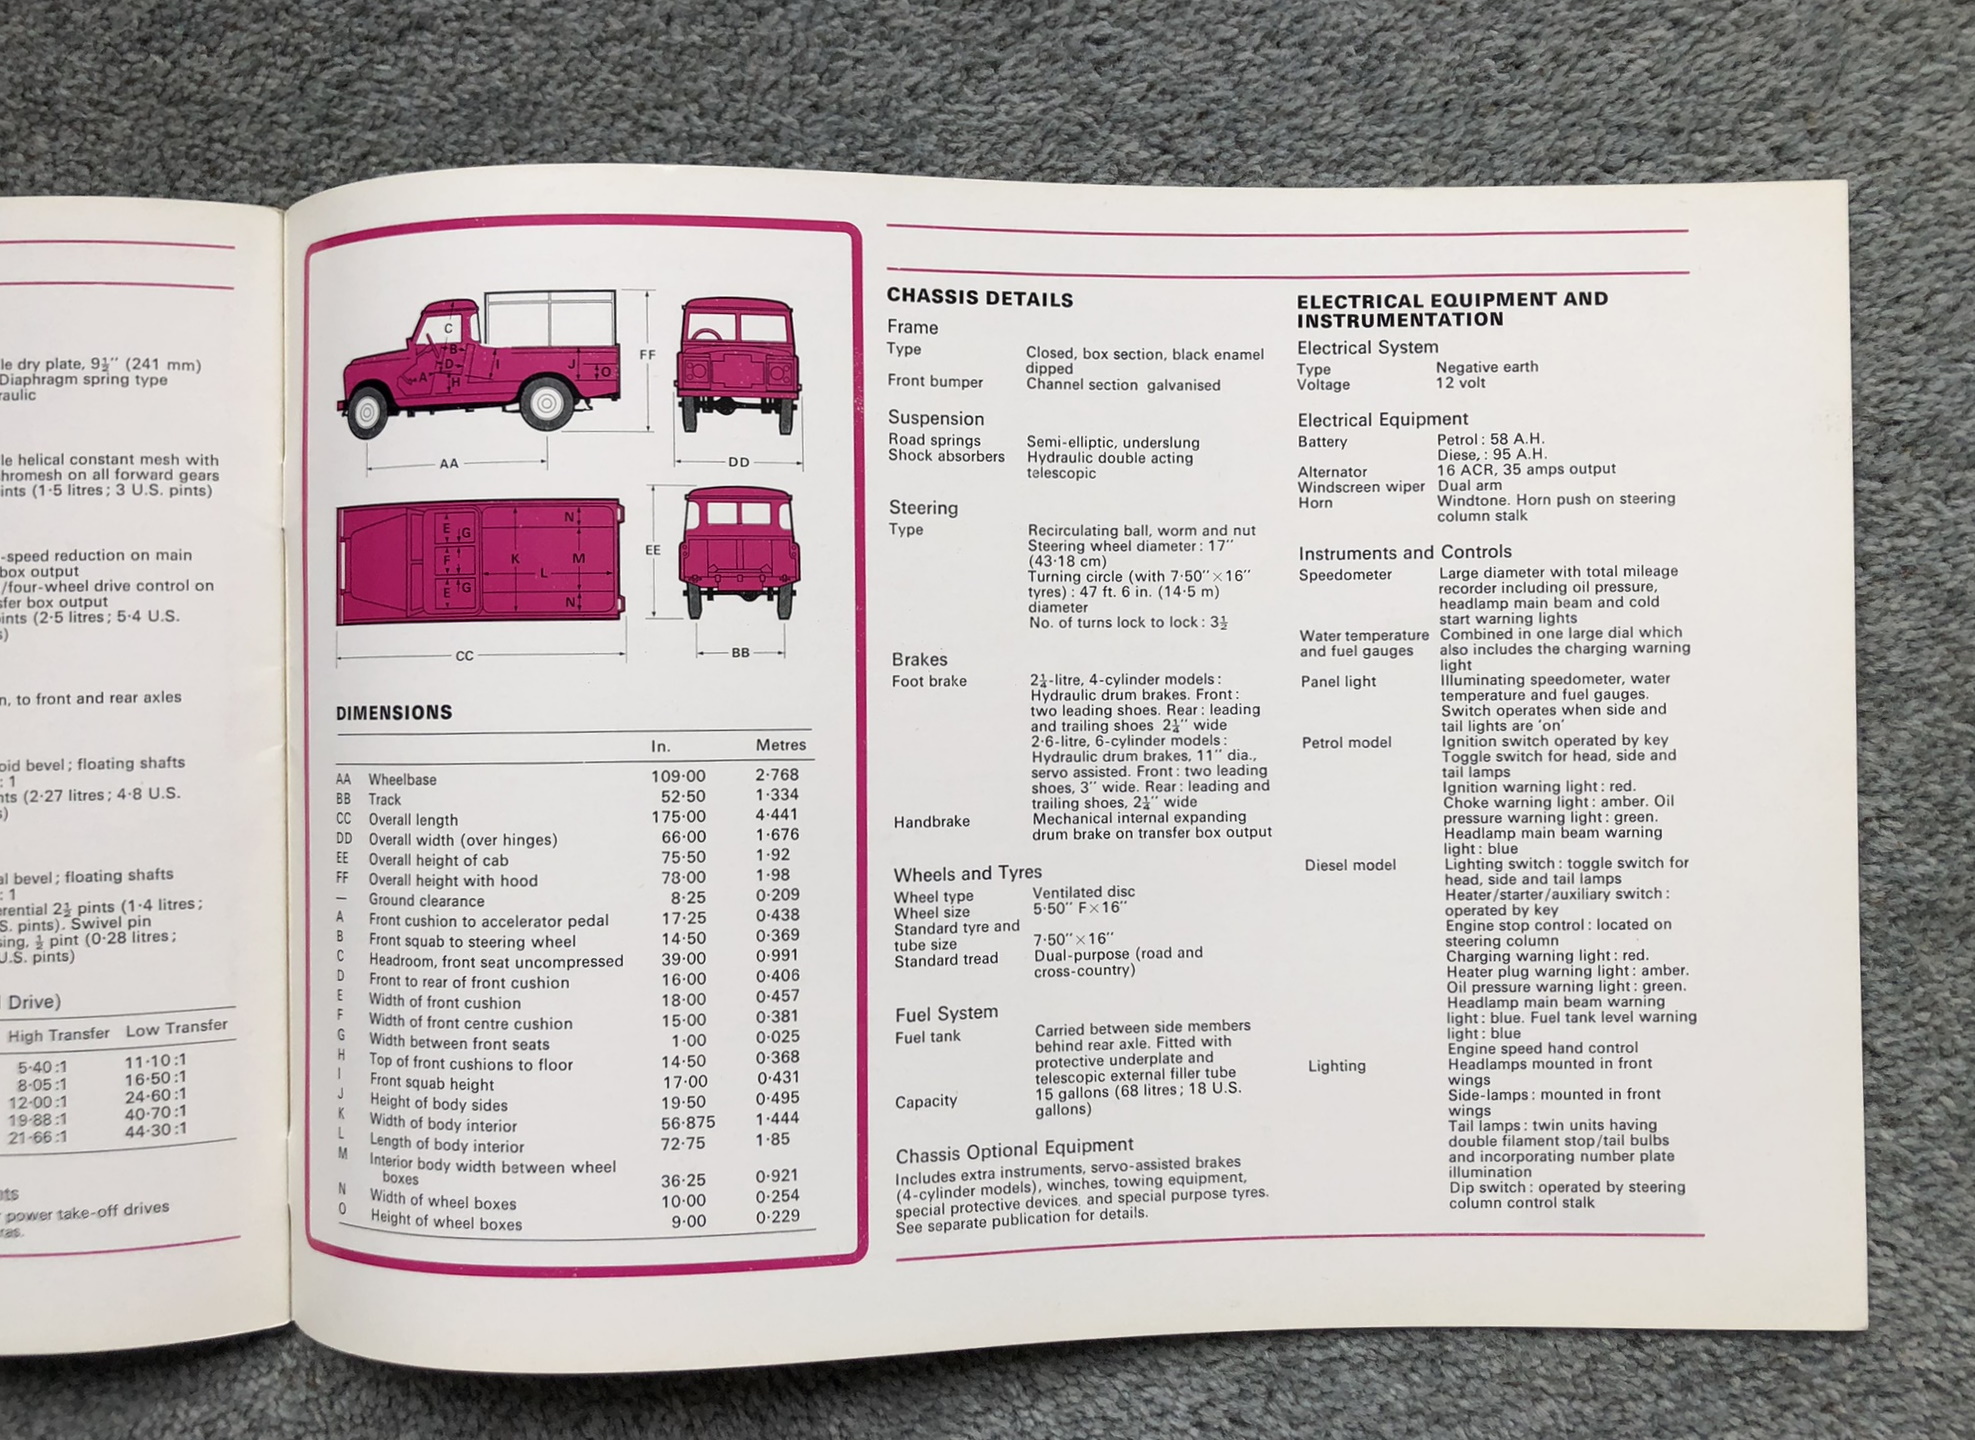 le dry plate, 9½″ (241 mm)
Diaphragm spring type
raulic
le helical constant mesh with
hromesh on all forward gears
ints (1·5 litres; 3 U.S. pints)
-speed reduction on main
box output
/four-wheel drive control on
sfer box output
ints (2·5 litres; 5·4 U.S.
s)
n, to front and rear axles
oid bevel; floating shafts
: 1
nts (2·27 litres; 4·8 U.S.
s)
al bevel; floating shafts
: 1
erential 2½ pints (1·4 litres;
S. pints). Swivel pin
sing, ½ pint (0·28 litres;
U.S. pints)
Drive)
High Transfer Low Transfer
5·40:1 11·10:1
8·05:1 16·50:1
12·00:1 24·60:1
19·88:1 40·70:1
21·66:1 44·30:1
ts
power take-off drives
ras.
C
B
D
A
H
I
J
O
FF
AA
DD
E
G
F
E
G
K
L
M
N
N
EE
CC
BB
DIMENSIONS
In. Metres
AA Wheelbase 109·00 2·768
BB Track 52·50 1·334
CC Overall length 175·00 4·441
DD Overall width (over hinges) 66·00 1·676
EE Overall height of cab 75·50 1·92
FF Overall height with hood 78·00 1·98
— Ground clearance 8·25 0·209
A Front cushion to accelerator pedal 17·25 0·438
B Front squab to steering wheel 14·50 0·369
C Headroom, front seat uncompressed 39·00 0·991
D Front to rear of front cushion 16·00 0·406
E Width of front cushion 18·00 0·457
F Width of front centre cushion 15·00 0·381
G Width between front seats 1·00 0·025
H Top of front cushions to floor 14·50 0·368
I Front squab height 17·00 0·431
J Height of body sides 19·50 0·495
K Width of body interior 56·875 1·444
L Length of body interior 72·75 1·85
M Interior body width between wheel
boxes 36·25 0·921
N Width of wheel boxes 10·00 0·254
O Height of wheel boxes 9·00 0·229
CHASSIS DETAILS
Frame
Type Closed, box section, black enamel
dipped
Front bumper Channel section galvanised
Suspension
Road springs Semi-elliptic, underslung
Shock absorbers Hydraulic double acting
telescopic
Steering
Type Recirculating ball, worm and nut
Steering wheel diameter: 17″
(43·18 cm)
Turning circle (with 7·50″×16″
tyres): 47 ft. 6 in. (14·5 m)
diameter
No. of turns lock to lock: 3½
Brakes
Foot brake 2¼-litre, 4-cylinder models:
Hydraulic drum brakes. Front:
two leading shoes. Rear: leading
and trailing shoes 2¼″ wide
2·6-litre, 6-cylinder models:
Hydraulic drum brakes, 11″ dia.,
servo assisted. Front: two leading
shoes, 3″ wide. Rear: leading and
trailing shoes, 2¼″ wide
Handbrake Mechanical internal expanding
drum brake on transfer box output
Wheels and Tyres
Wheel type Ventilated disc
Wheel size 5·50″ F×16″
Standard tyre and
tube size 7·50″×16″
Standard tread Dual-purpose (road and
cross-country)
Fuel System
Fuel tank Carried between side members
behind rear axle. Fitted with
protective underplate and
telescopic external filler tube
Capacity 15 gallons (68 litres; 18 U.S.
gallons)
Chassis Optional Equipment
Includes extra instruments, servo-assisted brakes
(4-cylinder models), winches, towing equipment,
special protective devices, and special purpose tyres.
See separate publication for details.
ELECTRICAL EQUIPMENT AND
INSTRUMENTATION
Electrical System
Type Negative earth
Voltage 12 volt
Electrical Equipment
Battery Petrol: 58 A.H.
Diese,: 95 A.H.
Alternator 16 ACR, 35 amps output
Windscreen wiper Dual arm
Horn Windtone. Horn push on steering
column stalk
Instruments and Controls
Speedometer Large diameter with total mileage
recorder including oil pressure,
headlamp main beam and cold
start warning lights
Water temperature Combined in one large dial which
and fuel gauges also includes the charging warning
light
Panel light Illuminating speedometer, water
temperature and fuel gauges.
Switch operates when side and
tail lights are ‘on’
Petrol model Ignition switch operated by key
Toggle switch for head, side and
tail lamps
Ignition warning light: red.
Choke warning light: amber. Oil
pressure warning light: green.
Headlamp main beam warning
light: blue
Diesel model Lighting switch: toggle switch for
head, side and tail lamps
Heater/starter/auxiliary switch:
operated by key
Engine stop control: located on
steering column
Charging warning light: red.
Heater plug warning light: amber.
Oil pressure warning light: green.
Headlamp main beam warning
light: blue. Fuel tank level warning
light: blue
Engine speed hand control
Lighting Headlamps mounted in front
wings
Side-lamps: mounted in front
wings
Tail lamps: twin units having
double filament stop/tail bulbs
and incorporating number plate
illumination
Dip switch: operated by steering
column control stalk